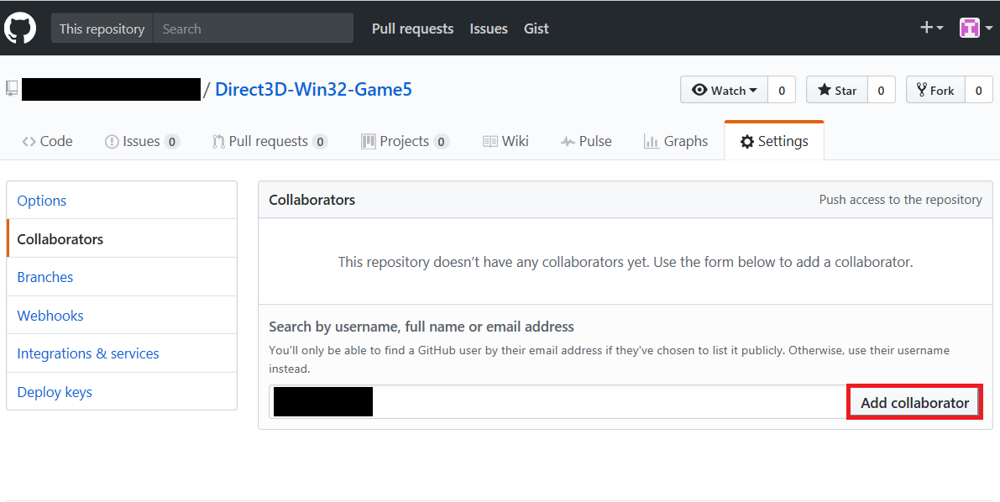 This repository Search Pull requests Issues Gist
/ Direct3D-Win32-Game5 Watch 0 Star 0 Fork 0
Code Issues 0 Pull requests 0 Projects 0 Wiki Pulse Graphs Settings
Options
Collaborators
Branches
Webhooks
Integrations & services
Deploy keys
Collaborators Push access to the repository
This repository doesn't have any collaborators yet. Use the form below to add a collaborator.
Search by username, full name or email address
You'll only be able to find a GitHub user by their email address if they've chosen to list it publicly. Otherwise, use their username
instead.
Add collaborator